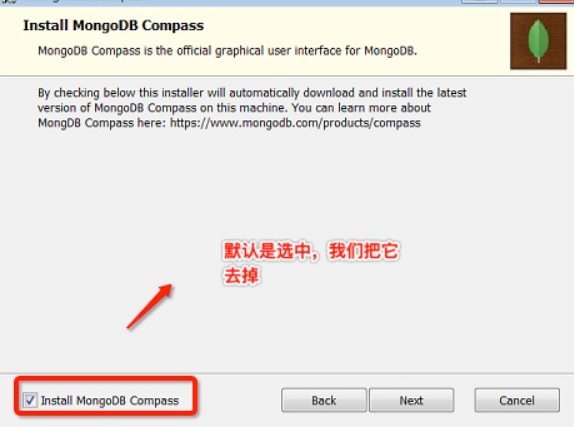 Install MongoDB Compass
MongoDB Compass is the official graphical user interface for MongoDB.
By checking below this installer will automatically download and install the latest
version of MongoDB Compass on this machine. You can learn more about
MongDB Compass here: https://www.mongodb.com/products/compass
默认是选中，我们把它
去掉
Install MongoDB Compass
Back
Next
Cancel